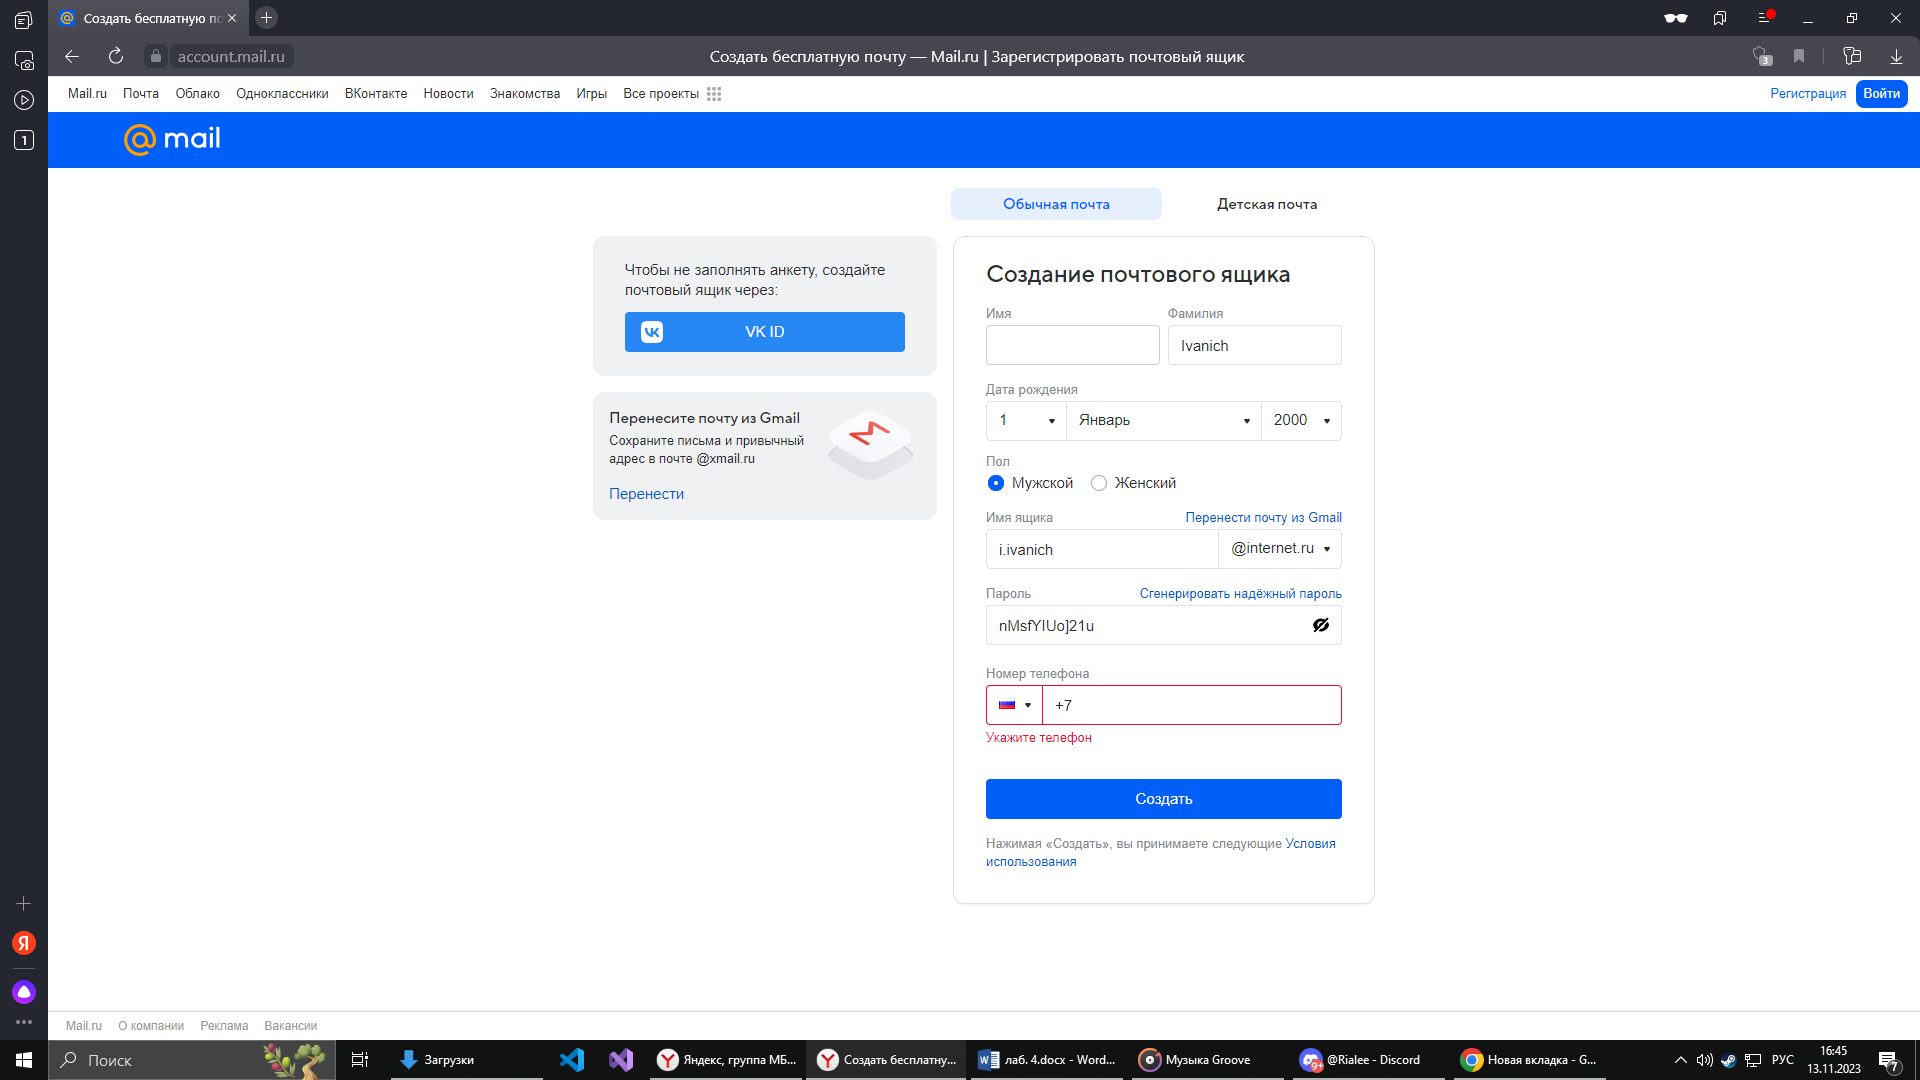 Создать бесплатную по
account.mail.ru
Создать бесплатную почту — Mail.ru | Зарегистрировать почтовый ящик
3
1
Mail.ru Почта Облако Одноклассники ВКонтакте Новости Знакомства Игры Все проекты
Регистрация Войти
@ mail
Обычная почта Детская почта
Чтобы не заполнять анкету, создайте
почтовый ящик через:
VK ID
Перенесите почту из Gmail
Сохраните письма и привычный
адрес в почте @xmail.ru
Перенести
Создание почтового ящика
Имя Фамилия
Ivanich
Дата рождения
1 Январь 2000
Пол
Мужской Женский
Имя ящика Перенести почту из Gmail
i.ivanich @internet.ru
Пароль Сгенерировать надёжный пароль
nMsfYIUo]21u
Номер телефона
+7
Укажите телефон
Создать
Нажимая «Создать», вы принимаете следующие Условия
использования
Я
Mail.ru О компании Реклама Вакансии
Поиск
Загрузки
Яндекс, группа МБ...
Создать бесплатну...
лаб. 4.docx - Word...
Музыка Groove
9+
@Rialee - Discord
Новая вкладка - G...
РУС
16:45
13.11.2023
7